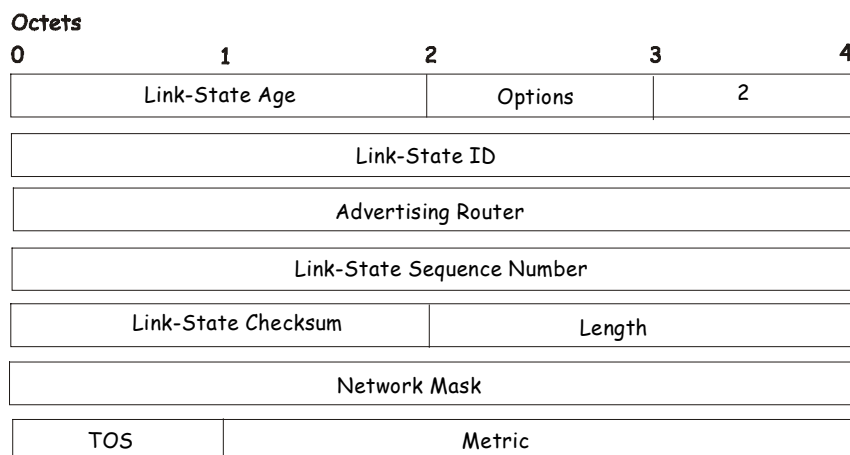 Octets
0 1 2 3 4
Link-State Age Options 2
Link-State ID
Advertising Router
Link-State Sequence Number
Link-State Checksum Length
Network Mask
TOS Metric